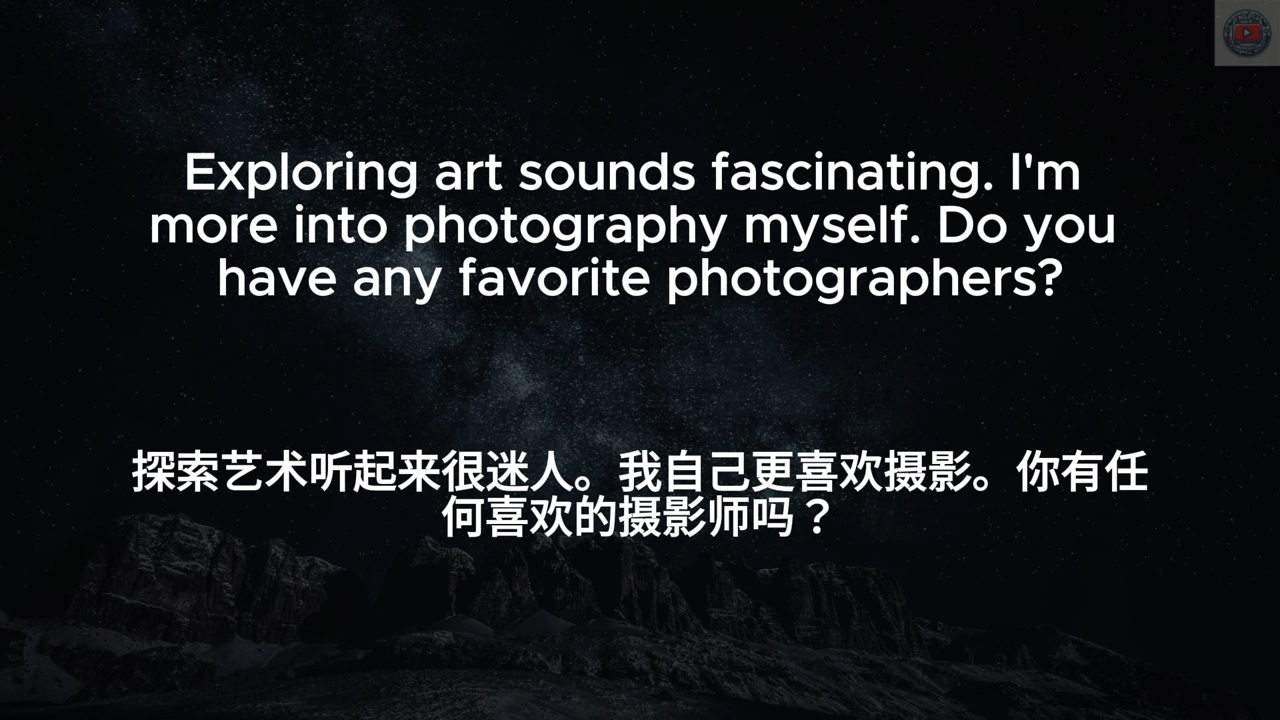 Exploring art sounds fascinating. I'm
more into photography myself. Do you
have any favorite photographers?
探索艺术听起来很迷人。我自己更喜欢摄影。你有任
何喜欢的摄影师吗？